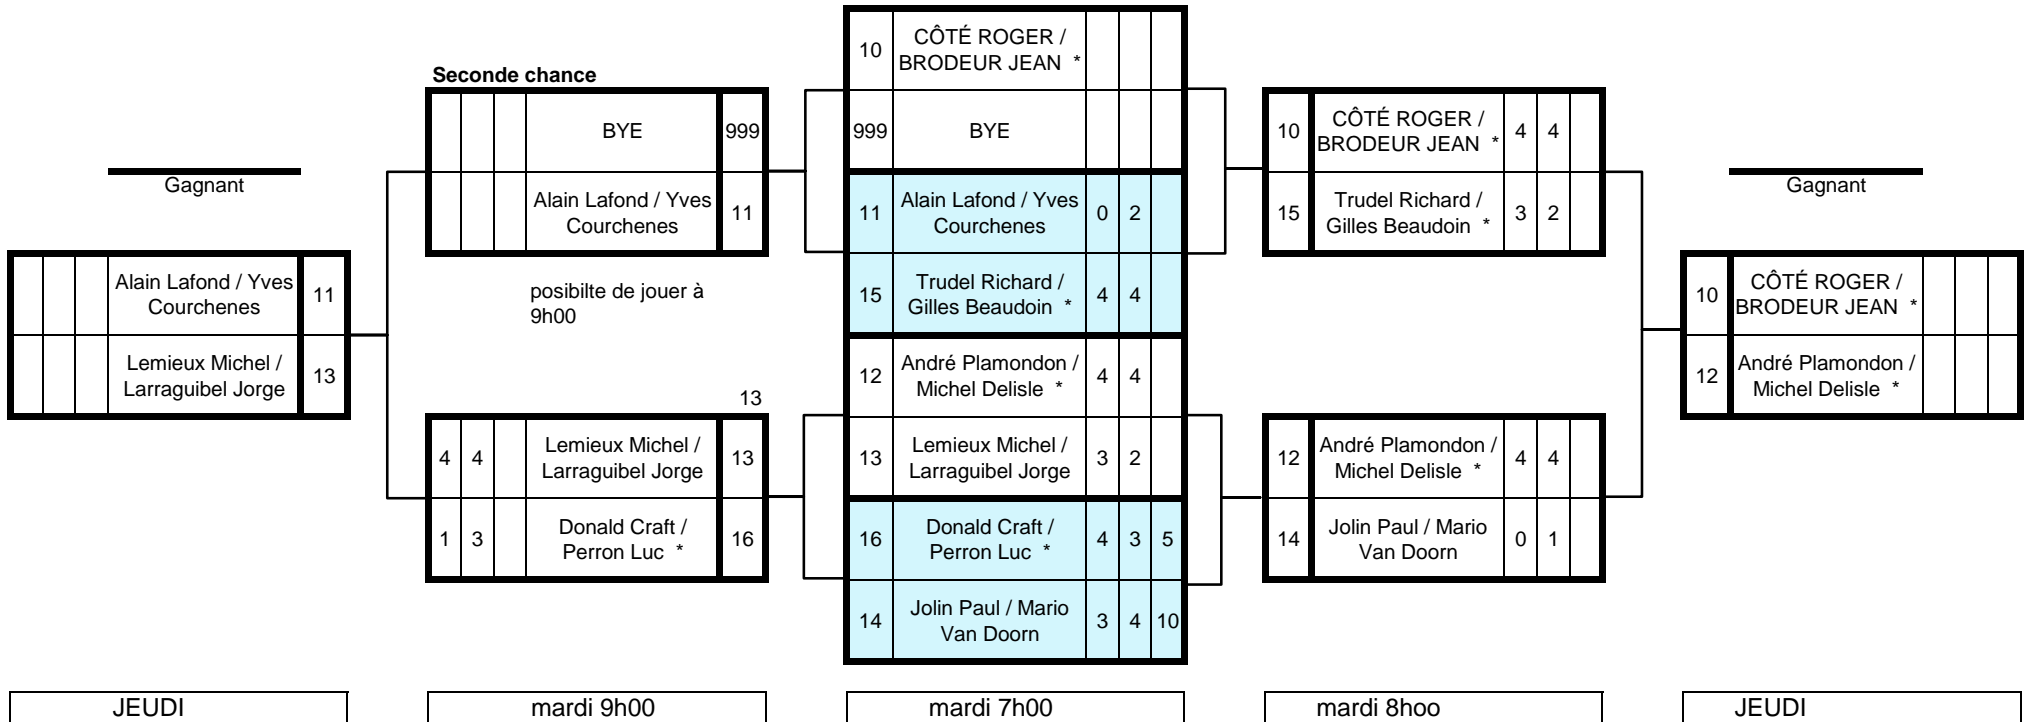 Gagnant
Alain Lafond / Yves
Courchenes
11
Lemieux Michel /
Larraguibel Jorge
13
JEUDI
Seconde chance
BYE
999
Alain Lafond / Yves
Courchenes
11
posibilte de jouer à
9h00
13
4 4 Lemieux Michel /
Larraguibel Jorge
13
1 3 Donald Craft /
Perron Luc *
16
mardi 9h00
10 CÔTÉ ROGER /
BRODEUR JEAN *
999 BYE
11 Alain Lafond / Yves
Courchenes
0 2
15 Trudel Richard /
Gilles Beaudoin *
4 4
12 André Plamondon /
Michel Delisle *
4 4
13 Lemieux Michel /
Larraguibel Jorge
3 2
16 Donald Craft /
Perron Luc *
4 3 5
14 Jolin Paul / Mario
Van Doorn
3 4 10
mardi 7h00
10 CÔTÉ ROGER /
BRODEUR JEAN *
4 4
15 Trudel Richard /
Gilles Beaudoin *
3 2
12 André Plamondon /
Michel Delisle *
4 4
14 Jolin Paul / Mario
Van Doorn
0 1
mardi 8hoo
Gagnant
10 CÔTÉ ROGER /
BRODEUR JEAN *
12 André Plamondon /
Michel Delisle *
JEUDI